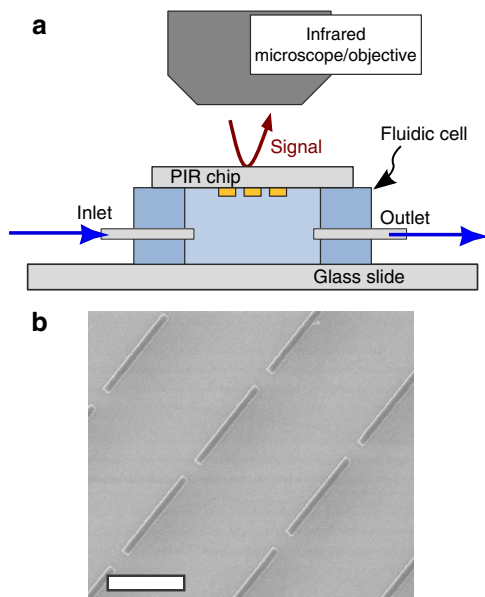 a
Infrared
microscope/objective
Signal
Fluidic cell
PIR chip
Inlet
Outlet
Glass slide
b